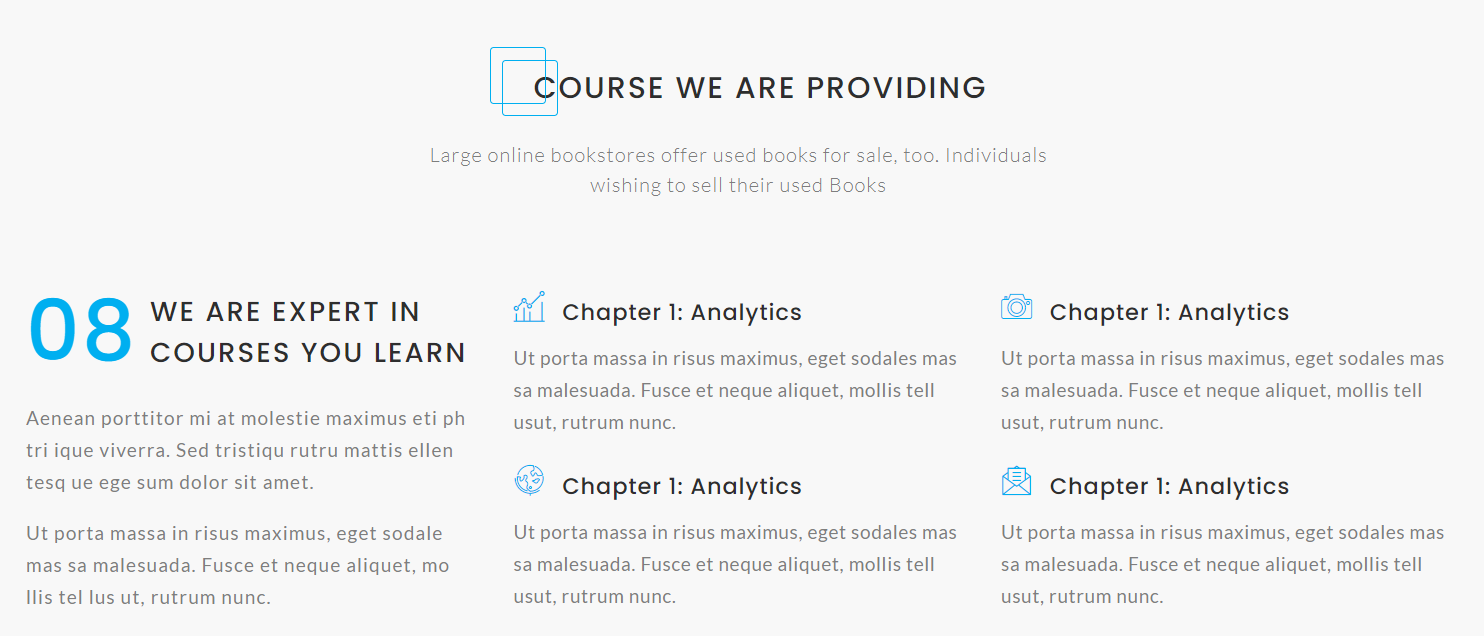 COURSE WE ARE PROVIDING
Large online bookstores offer used books for sale, too. Individuals
wishing to sell their used Books
08
WE ARE EXPERT IN
COURSES YOU LEARN
Aenean porttitor mi at molestie maximus eti ph
tri ique viverra. Sed tristiqu rutru mattis ellen
tesq ue ege sum dolor sit amet.
Ut porta massa in risus maximus, eget sodale
mas sa malesuada. Fusce et neque aliquet, mo
llis tel lus ut, rutrum nunc.
Chapter 1: Analytics
Ut porta massa in risus maximus, eget sodales mas
sa malesuada. Fusce et neque aliquet, mollis tell
usut, rutrum nunc.
Chapter 1: Analytics
Ut porta massa in risus maximus, eget sodales mas
sa malesuada. Fusce et neque aliquet, mollis tell
usut, rutrum nunc.
Chapter 1: Analytics
Ut porta massa in risus maximus, eget sodales mas
sa malesuada. Fusce et neque aliquet, mollis tell
usut, rutrum nunc.
Chapter 1: Analytics
Ut porta massa in risus maximus, eget sodales mas
sa malesuada. Fusce et neque aliquet, mollis tell
usut, rutrum nunc.